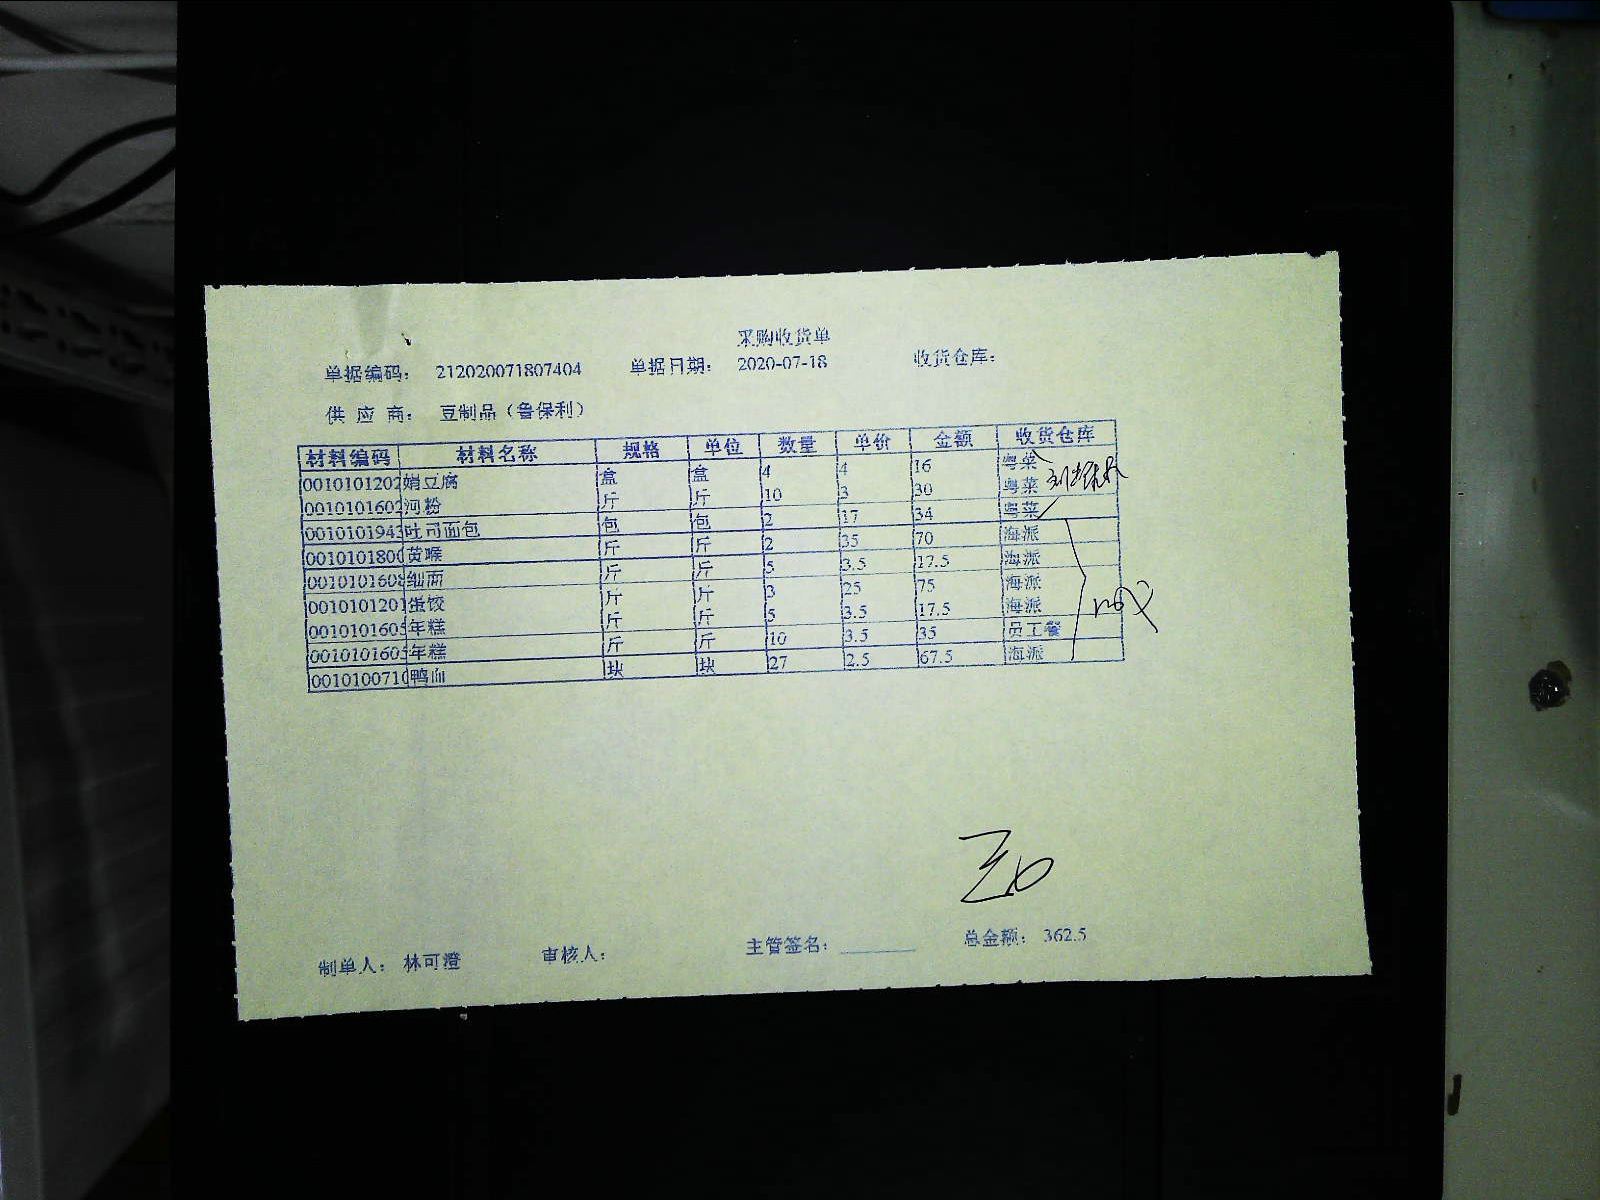 采购收货单
单据编码： 212020071807404 单据日期： 2020-07-18 收货仓库：
供 应 商： 豆制品（鲁保利）
材料编码 材料名称 规格 单位 数量 单价 金额 收货仓库
0010101202 娟豆腐 盒 盒 4 4 16 粤菜
0010101602 河粉 斤 斤 10 3 30 粤菜
0010101943 吐司面包 包 包 2 17 34 粤菜
0010101800 黄喉 斤 斤 2 35 70 海派
0010101608 细面 斤 斤 5 3.5 17.5 海派
0010101201 蛋饺 斤 斤 3 25 75 海派
0010101605 年糕 斤 斤 5 3.5 17.5 海派
0010101605 年糕 斤 斤 10 3.5 35 员工餐
0010100710 鸭血 块 块 27 2.5 67.5 海派
制单人： 林可澄 审核人： 主管签名： 总金额： 362.5